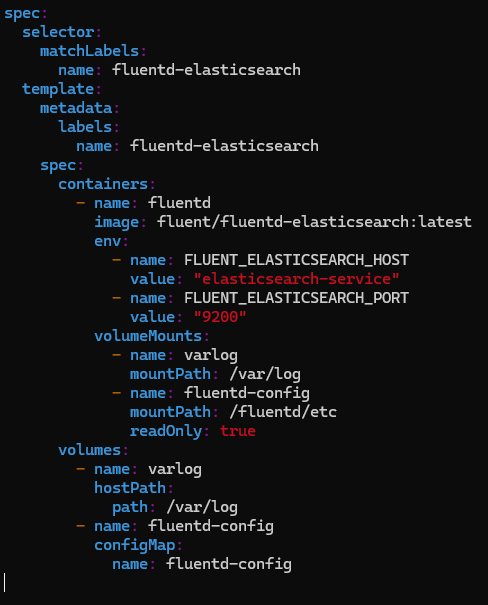 spec:
  selector:
    matchLabels:
      name: fluentd-elasticsearch
  template:
    metadata:
      labels:
        name: fluentd-elasticsearch
    spec:
      containers:
        - name: fluentd
          image: fluent/fluentd-elasticsearch:latest
          env:
            - name: FLUENT_ELASTICSEARCH_HOST
              value: "elasticsearch-service"
            - name: FLUENT_ELASTICSEARCH_PORT
              value: "9200"
          volumeMounts:
            - name: varlog
              mountPath: /var/log
            - name: fluentd-config
              mountPath: /fluentd/etc
              readOnly: true
      volumes:
        - name: varlog
          hostPath:
            path: /var/log
        - name: fluentd-config
          configMap:
            name: fluentd-config